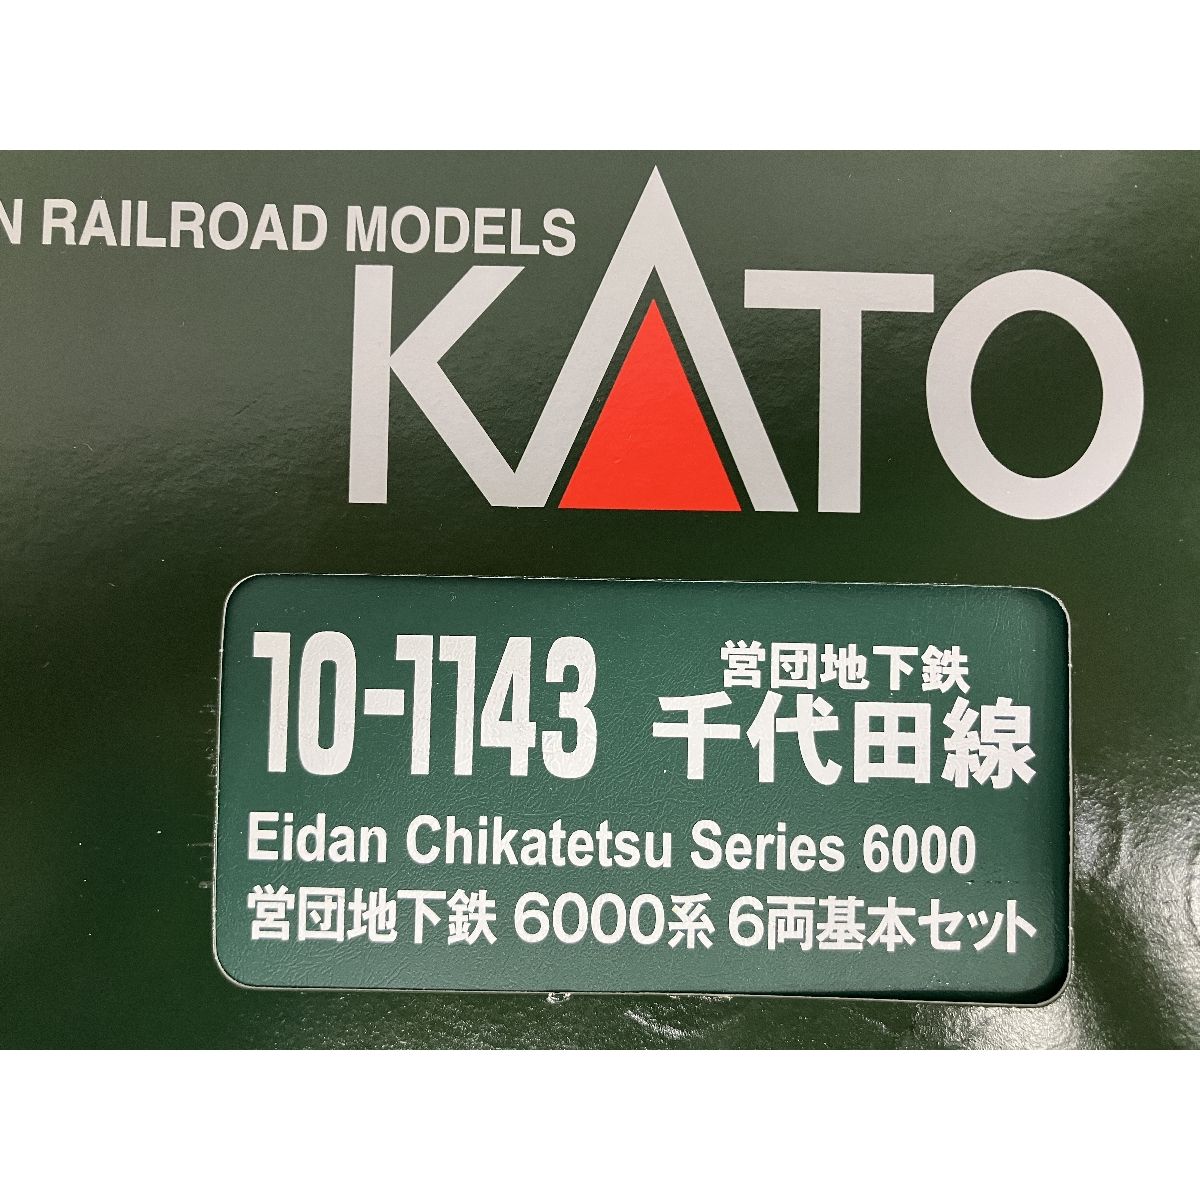 N RAILROAD MODELS
KATO
10-1143
営団地下鉄
千代田線
Eidan Chikatetsu Series 6000
営団地下鉄 6000系 6両基本セット